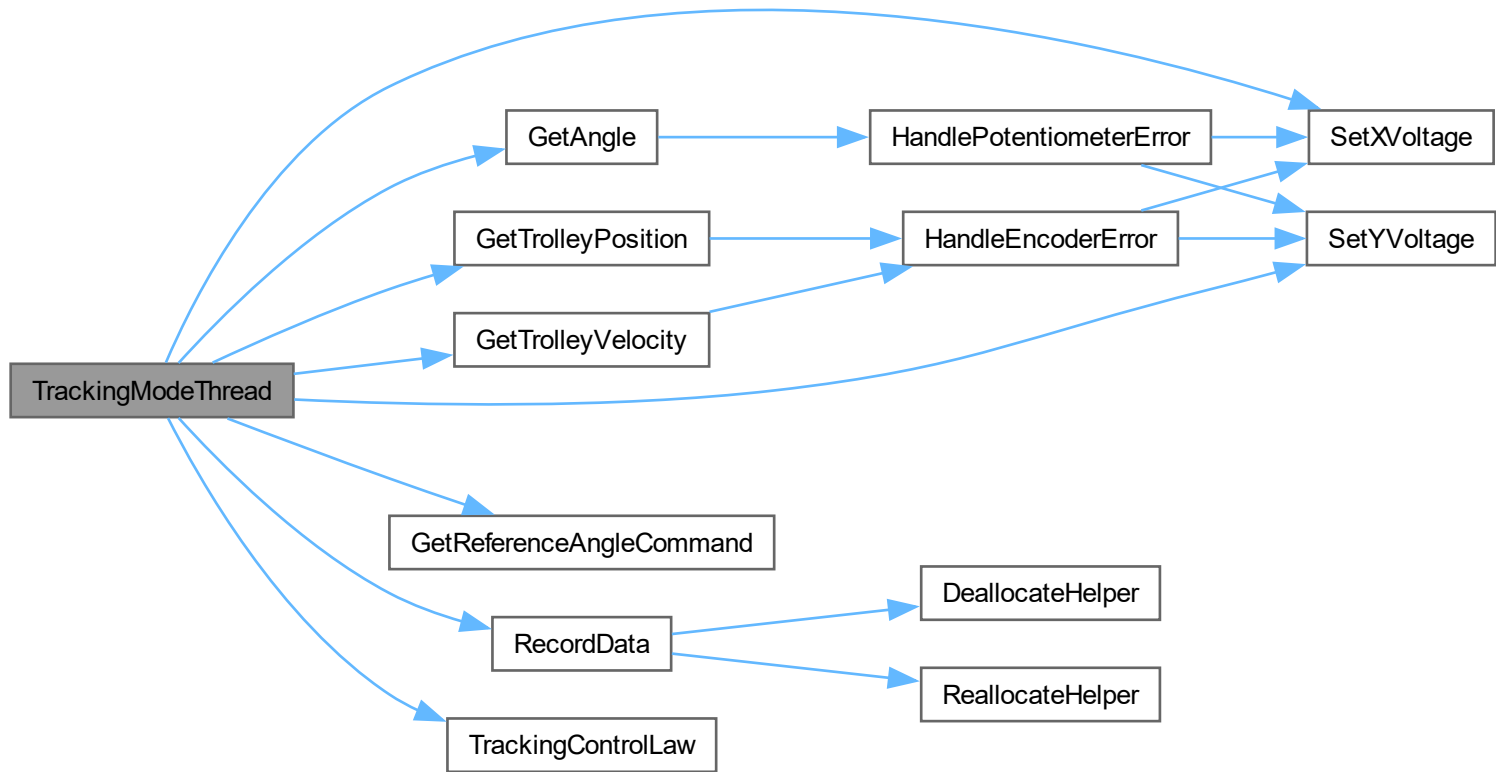 GetAngle
HandlePotentiometerError
SetXVoltage
GetTrolleyPosition
HandleEncoderError
SetYVoltage
GetTrolleyVelocity
TrackingModeThread
GetReferenceAngleCommand
DeallocateHelper
RecordData
ReallocateHelper
TrackingControlLaw